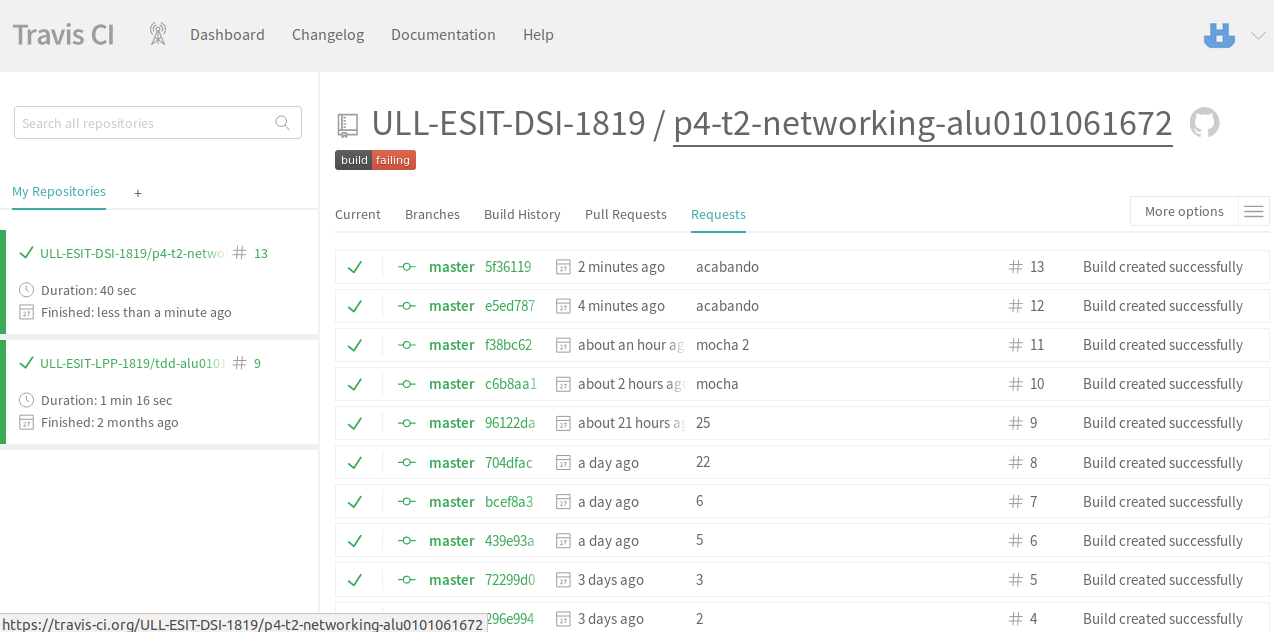 Travis CI Dashboard Changelog Documentation Help
Search all repositories
My Repositories +
ULL-ESIT-DSI-1819/p4-t2-netwo # 13
Duration: 40 sec
Finished: less than a minute ago
ULL-ESIT-LPP-1819/tdd-alu0101 # 9
Duration: 1 min 16 sec
Finished: 2 months ago
ULL-ESIT-DSI-1819 / p4-t2-networking-alu0101061672
build failing
Current Branches Build History Pull Requests Requests More options
master 5f36119 2 minutes ago acabando # 13 Build created successfully
master e5ed787 4 minutes ago acabando # 12 Build created successfully
master f38bc62 about an hour ag mocha 2 # 11 Build created successfully
master c6b8aa1 about 2 hours ago mocha # 10 Build created successfully
master 96122da about 21 hours ag 25 # 9 Build created successfully
master 704dfac a day ago 22 # 8 Build created successfully
master bcef8a3 a day ago 6 # 7 Build created successfully
master 439e93a a day ago 5 # 6 Build created successfully
master 72299d0 3 days ago 3 # 5 Build created successfully
296e994 3 days ago 2 # 4 Build created successfully
https://travis-ci.org/ULL-ESIT-DSI-1819/p4-t2-networking-alu0101061672